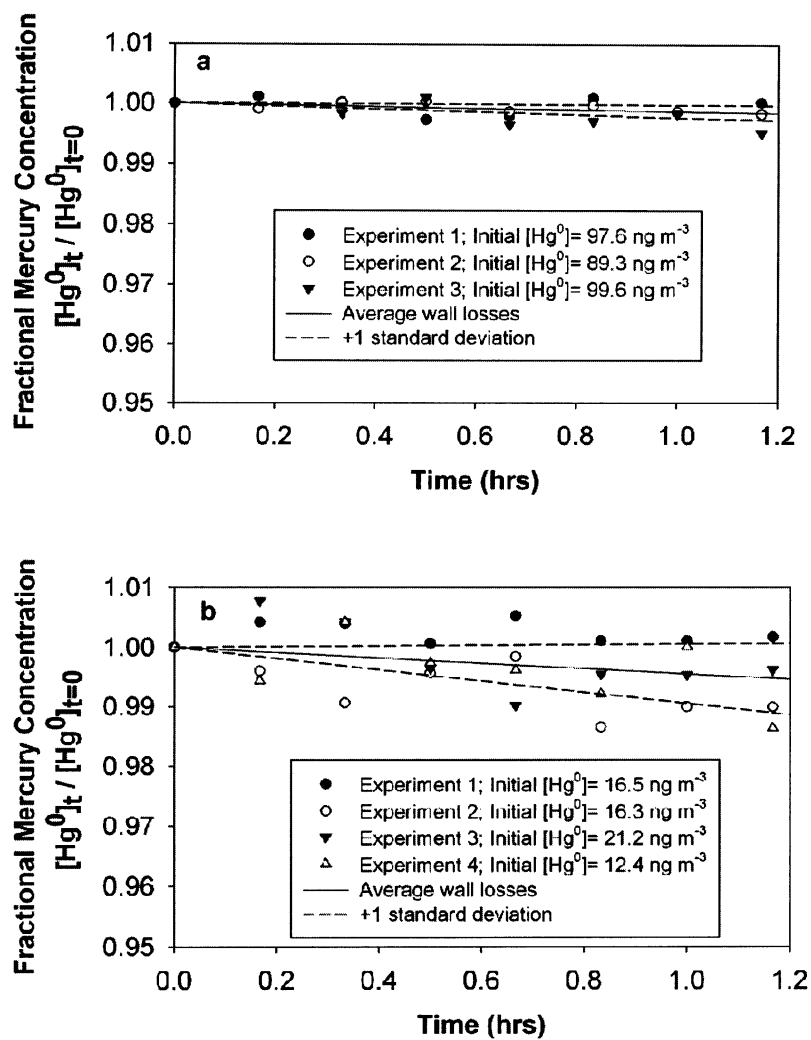 a
Fractional Mercury Concentration
[Hg⁰]t / [Hg⁰]t=0
1.01
1.00
0.99
0.98
0.97
0.96
0.95
Experiment 1; Initial [Hg⁰]= 97.6 ng m⁻³
Experiment 2; Initial [Hg⁰]= 89.3 ng m⁻³
Experiment 3; Initial [Hg⁰]= 99.6 ng m⁻³
Average wall losses
+1 standard deviation
0.0 0.2 0.4 0.6 0.8 1.0 1.2
Time (hrs)
b
Fractional Mercury Concentration
[Hg⁰]t / [Hg⁰]t=0
1.01
1.00
0.99
0.98
0.97
0.96
0.95
Experiment 1; Initial [Hg⁰]= 16.5 ng m⁻³
Experiment 2; Initial [Hg⁰]= 16.3 ng m⁻³
Experiment 3; Initial [Hg⁰]= 21.2 ng m⁻³
Experiment 4; Initial [Hg⁰]= 12.4 ng m⁻³
Average wall losses
+1 standard deviation
0.0 0.2 0.4 0.6 0.8 1.0 1.2
Time (hrs)